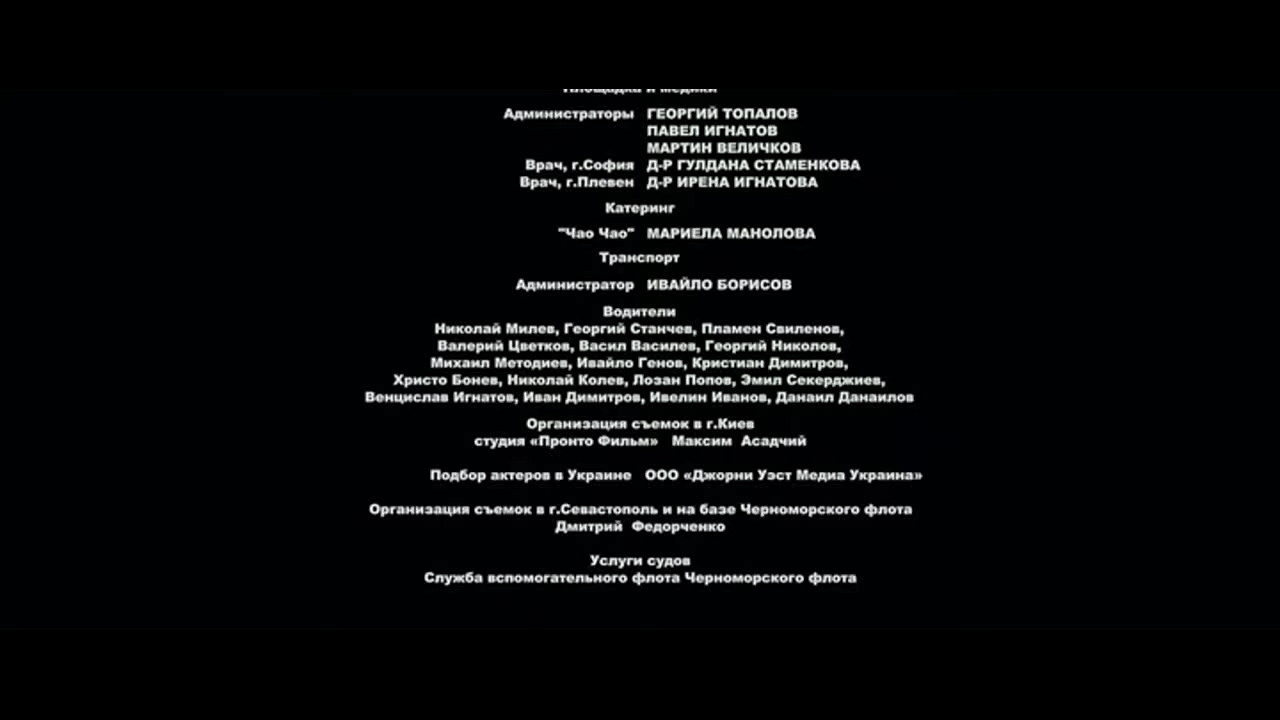 Площадка и медики
Администраторы ГЕОРГИЙ ТОПАЛОВ
ПАВЕЛ ИГНАТОВ
МАРТИН ВЕЛИЧКОВ
Врач, г.София Д-Р ГУЛДАНА СТАМЕНКОВА
Врач, г.Плевен Д-Р ИРЕНА ИГНАТОВА
Катеринг
"Чао Чао" МАРИЕЛА МАНОЛОВА
Транспорт
Администратор ИВАЙЛО БОРИСОВ
Водители
Николай Милев, Георгий Станчев, Пламен Свиленов,
Валерий Цветков, Васил Василев, Георгий Николов,
Михаил Методиев, Ивайло Генов, Кристиан Димитров,
Христо Бонев, Николай Колев, Лозан Попов, Эмил Секерджиев,
Венцислав Игнатов, Иван Димитров, Ивелин Иванов, Данаил Данаилов
Организация съемок в г.Киев
студия «Пронто Фильм» Максим Асадчий
Подбор актеров в Украине ООО «Джорни Уэст Медиа Украина»
Организация съемок в г.Севастополь и на базе Черноморского флота
Дмитрий Федорченко
Услуги судов
Служба вспомогательного флота Черноморского флота